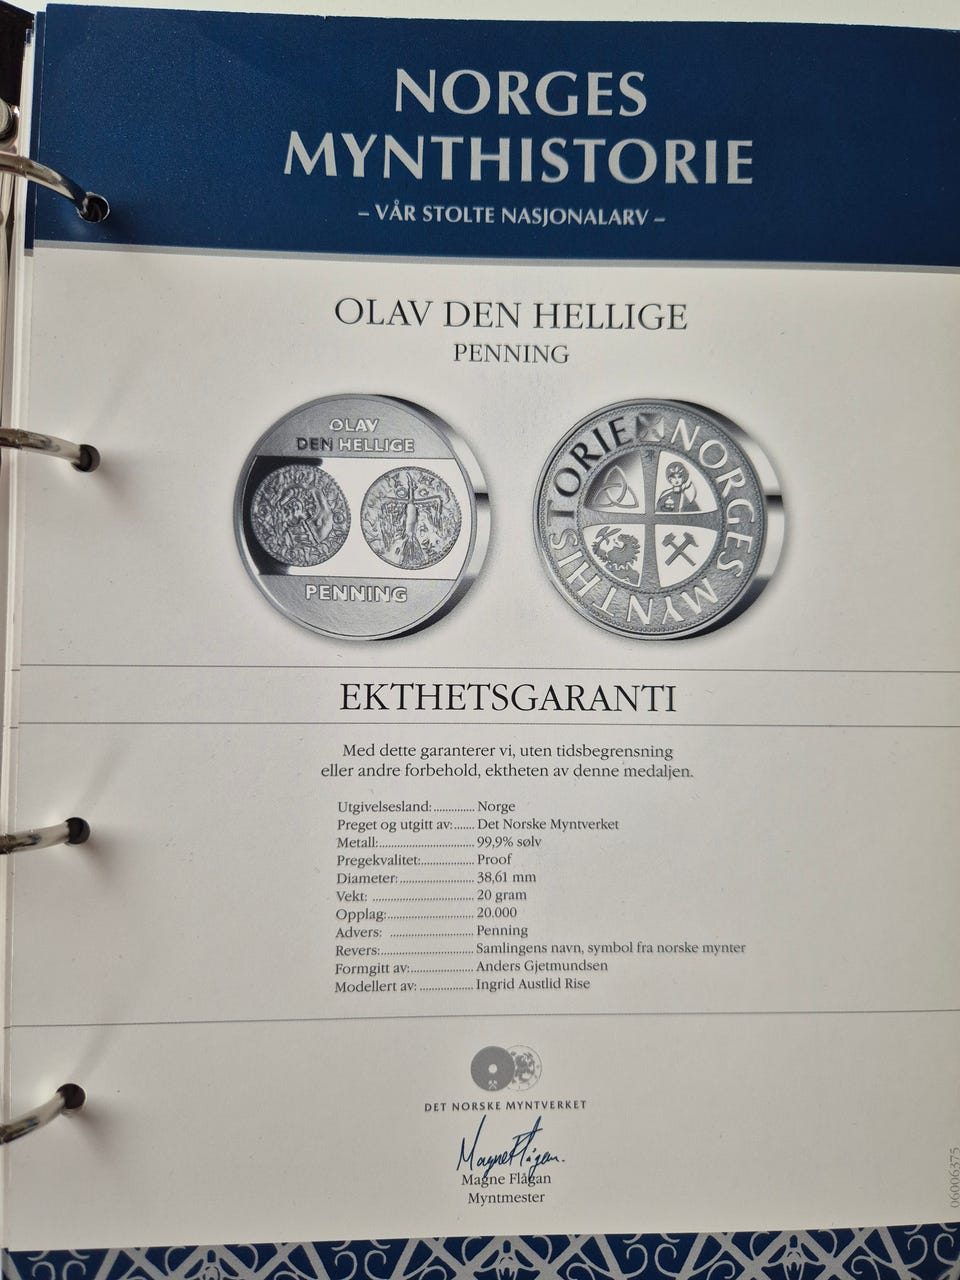 NORGES
MYNTHISTORIE
– VÅR STOLTE NASJONALARV –
OLAV DEN HELLIGE
PENNING
OLAV
DEN HELLIGE
PENNING
NORGES MYNTHISTORIE
EKTHETSGARANTI
Med dette garanterer vi, uten tidsbegrensning
eller andre forbehold, ektheten av denne medaljen.
Utgivelsesland:.............. Norge
Preget og utgitt av:....... Det Norske Myntverket
Metall:................................ 99,9% sølv
Pregekvalitet:.................. Proof
Diameter:......................... 38,61 mm
Vekt: .................................. 20 gram
Opplag:............................. 20.000
Advers: ............................ Penning
Revers:............................... Samlingens navn, symbol fra norske mynter
Formgitt av:..................... Anders Gjetmundsen
Modellert av: .................. Ingrid Austlid Rise
DET NORSKE MYNTVERKET
Magne Flågan.
Magne Flågan
Myntmester
06006375